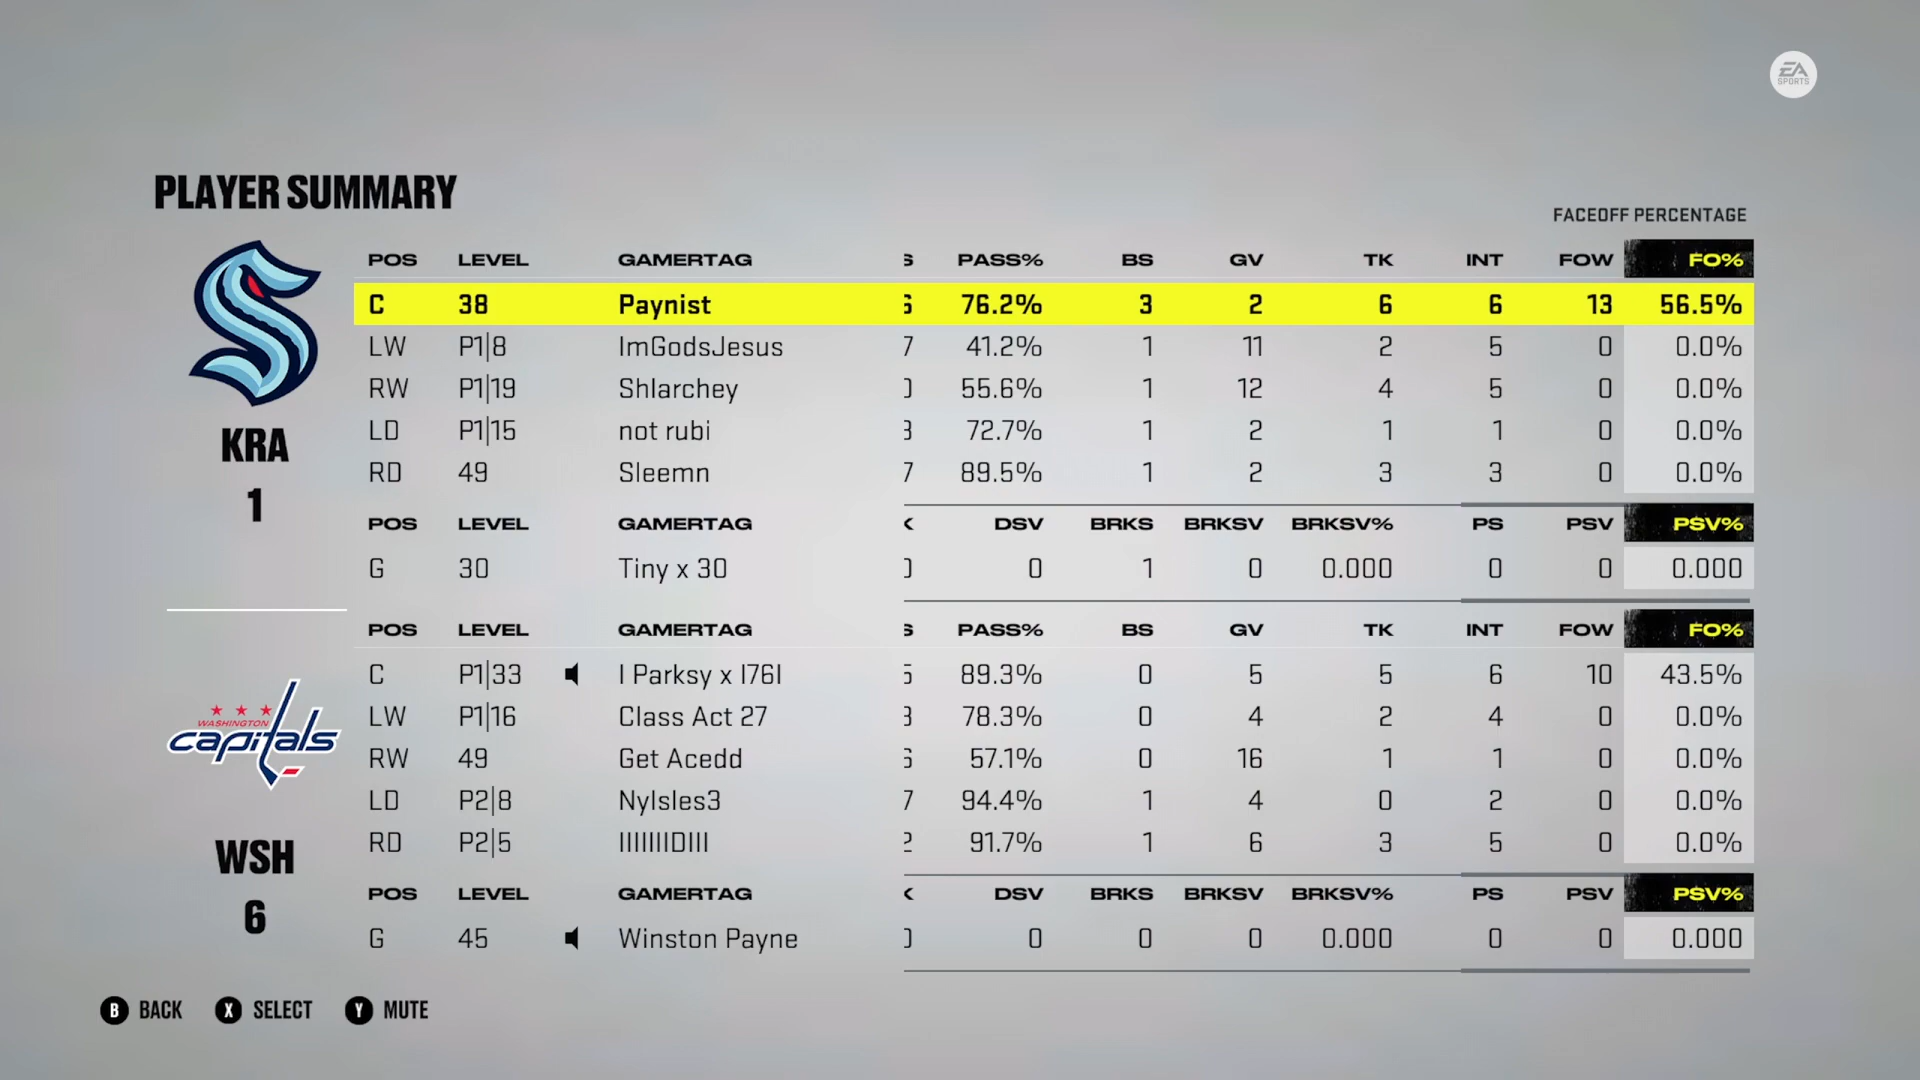 EA SPORTS
PLAYER SUMMARY
FACEOFF PERCENTAGE
POS LEVEL GAMERTAG PASS% BS GV TK INT FOW FO%
C 38 Paynist 76.2% 3 2 6 6 13 56.5%
LW P1|8 ImGodsJesus 7 41.2% 1 11 2 5 0 0.0%
RW P1|19 Shlarchey 55.6% 1 12 4 5 0 0.0%
LD P1|15 not rubi 72.7% 1 2 1 1 0 0.0%
RD 49 Sleemn 7 89.5% 1 2 3 3 0 0.0%
KRA
1
POS LEVEL GAMERTAG DSV BRKS BRKSV BRKSV% PS PSV PSV%
G 30 Tiny x 30 0 1 0 0.000 0 0 0.000
POS LEVEL GAMERTAG PASS% BS GV TK INT FOW FO%
C P1|33 I Parksy x I76I 89.3% 0 5 5 6 10 43.5%
LW P1|16 Class Act 27 78.3% 0 4 2 4 0 0.0%
RW 49 Get Acedd 57.1% 0 16 1 1 0 0.0%
LD P2|8 NyIsles3 7 94.4% 1 4 0 2 0 0.0%
RD P2|5 IIIIIIIDIII 2 91.7% 1 6 3 5 0 0.0%
WASHINGTON
capitals
WSH
6
POS LEVEL GAMERTAG DSV BRKS BRKSV BRKSV% PS PSV PSV%
G 45 Winston Payne 0 0 0 0.000 0 0 0.000
B BACK X SELECT Y MUTE